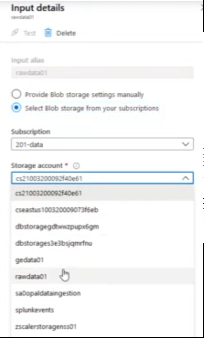 Input details
rawdata01
Test Delete
Input alias
rawdata01
Provide Blob storage settings manually
Select Blob storage from your subscriptions
Subscription
201-data
Storage account *
cs21003200092f40e61
cs21003200092f40e61
cseastus100320009073f6eb
dbstoragegdtwxzpupx6gm
dbstorages3e3bsjqmrfnu
gedata01
rawdata01
sa0opaldataingestion
splunkevents
zscalerstoragenss01